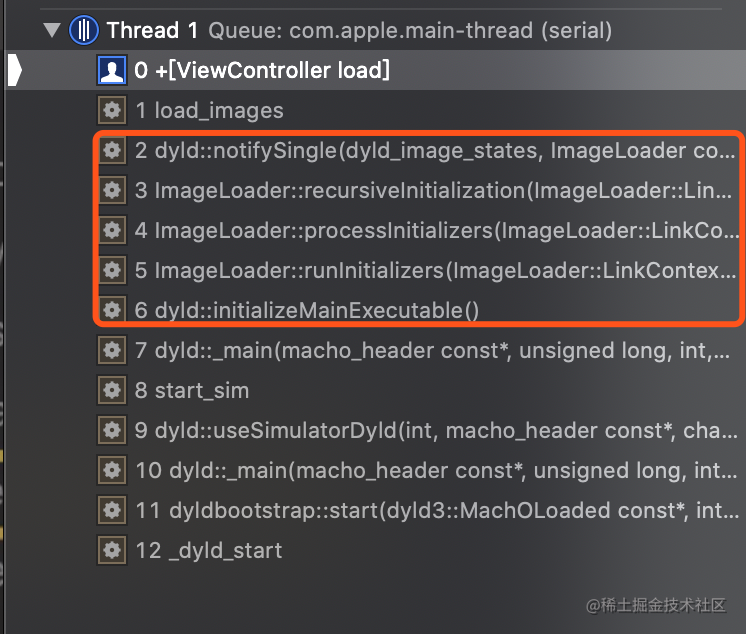 Thread 1 Queue: com.apple.main-thread (serial)
0 +[ViewController load]
1 load_images
2 dyld::notifySingle(dyld_image_states, ImageLoader co...
3 ImageLoader::recursiveInitialization(ImageLoader::Lin...
4 ImageLoader::processInitializers(ImageLoader::LinkCo...
5 ImageLoader::runInitializers(ImageLoader::LinkContex...
6 dyld::initializeMainExecutable()
7 dyld::_main(macho_header const*, unsigned long, int,...
8 start_sim
9 dyld::useSimulatorDyld(int, macho_header const*, cha...
10 dyld::_main(macho_header const*, unsigned long, int...
11 dyldbootstrap::start(dyld3::MachOLoaded const*, int...
12 _dyld_start
@稀土掘金技术社区